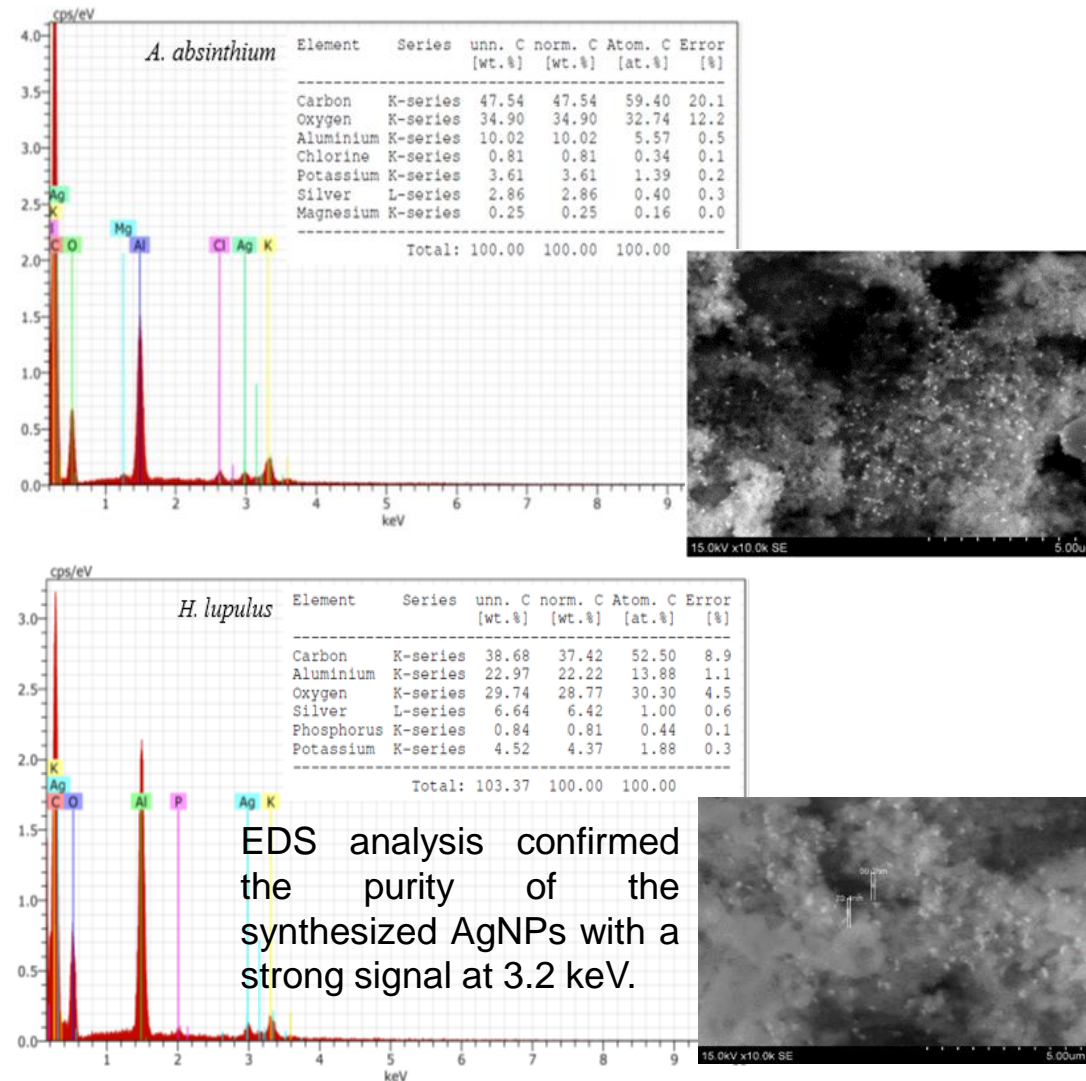 cps/eV
A. absinthium
Element Series unn. C norm. C Atom. C Error
[wt.%] [wt.%] [at.%] [%]
Carbon K-series 47.54 47.54 59.40 20.1
Oxygen K-series 34.90 34.90 32.74 12.2
Aluminium K-series 10.02 10.02 5.57 0.5
Chlorine K-series 0.81 0.81 0.34 0.1
Potassium K-series 3.61 3.61 1.39 0.2
Silver L-series 2.86 2.86 0.40 0.3
Magnesium K-series 0.25 0.25 0.16 0.0
Total: 100.00 100.00 100.00
4.0
3.5
3.0
2.5
2.0
1.5
1.0
0.5
0.0
Ag
K
Mg
C O Al Cl Ag K
1 2 3 4 5 6 7 8 9
keV
15.0kV x10.0k SE 5.00u
cps/eV
H. lupulus
Element Series unn. C norm. C Atom. C Error
[wt.%] [wt.%] [at.%] [%]
Carbon K-series 38.68 37.42 52.50 8.9
Aluminium K-series 22.97 22.22 13.88 1.1
Oxygen K-series 29.74 28.77 30.30 4.5
Silver L-series 6.64 6.42 1.00 0.6
Phosphorus K-series 0.84 0.81 0.44 0.1
Potassium K-series 4.52 4.37 1.88 0.3
Total: 103.37 100.00 100.00
3.0
2.5
2.0
1.5
1.0
0.5
0.0
K
Ag
C O Al P Ag K
EDS analysis confirmed
the purity of the
synthesized AgNPs with a
strong signal at 3.2 keV.
1 2 3 4 5 6 7 8 9
keV
15.0kV x10.0k SE 5.00um